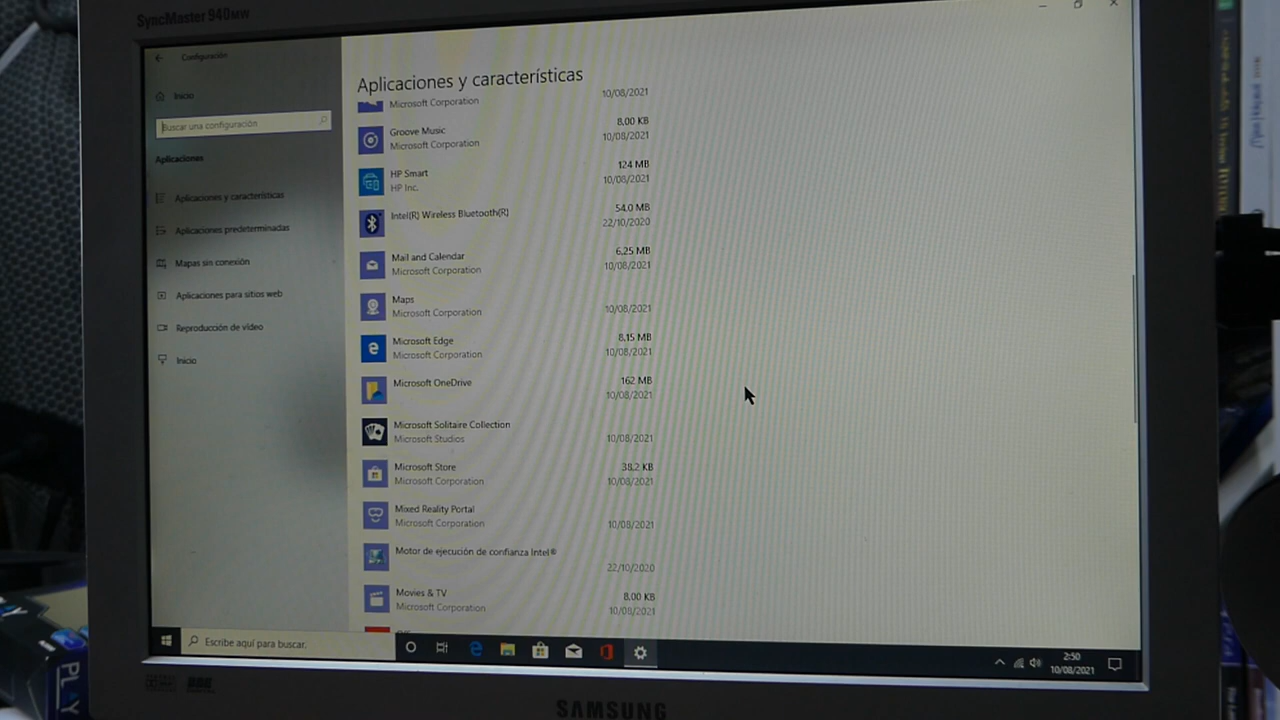 SyncMaster 940MW
Configuración
Inicio
Buscar una configuración
Aplicaciones
Aplicaciones y características
Aplicaciones predeterminadas
Mapas sin conexión
Aplicaciones para sitios web
Reproducción de vídeo
Inicio
Aplicaciones y características
Microsoft Corporation 10/08/2021
Groove Music 8,00 KB
Microsoft Corporation 10/08/2021
HP Smart 124 MB
HP Inc. 10/08/2021
Intel(R) Wireless Bluetooth(R) 54,0 MB
22/10/2020
Mail and Calendar 6,25 MB
Microsoft Corporation 10/08/2021
Maps
Microsoft Corporation 10/08/2021
Microsoft Edge 8,15 MB
Microsoft Corporation 10/08/2021
Microsoft OneDrive 162 MB
10/08/2021
Microsoft Solitaire Collection
Microsoft Studios 10/08/2021
Microsoft Store 38,2 KB
Microsoft Corporation 10/08/2021
Mixed Reality Portal
Microsoft Corporation 10/08/2021
Motor de ejecución de confianza Intel®
22/10/2020
Movies & TV 8,00 KB
Microsoft Corporation 10/08/2021
Escribe aquí para buscar.
2:50
10/08/2021
SAMSUNG
PLAY